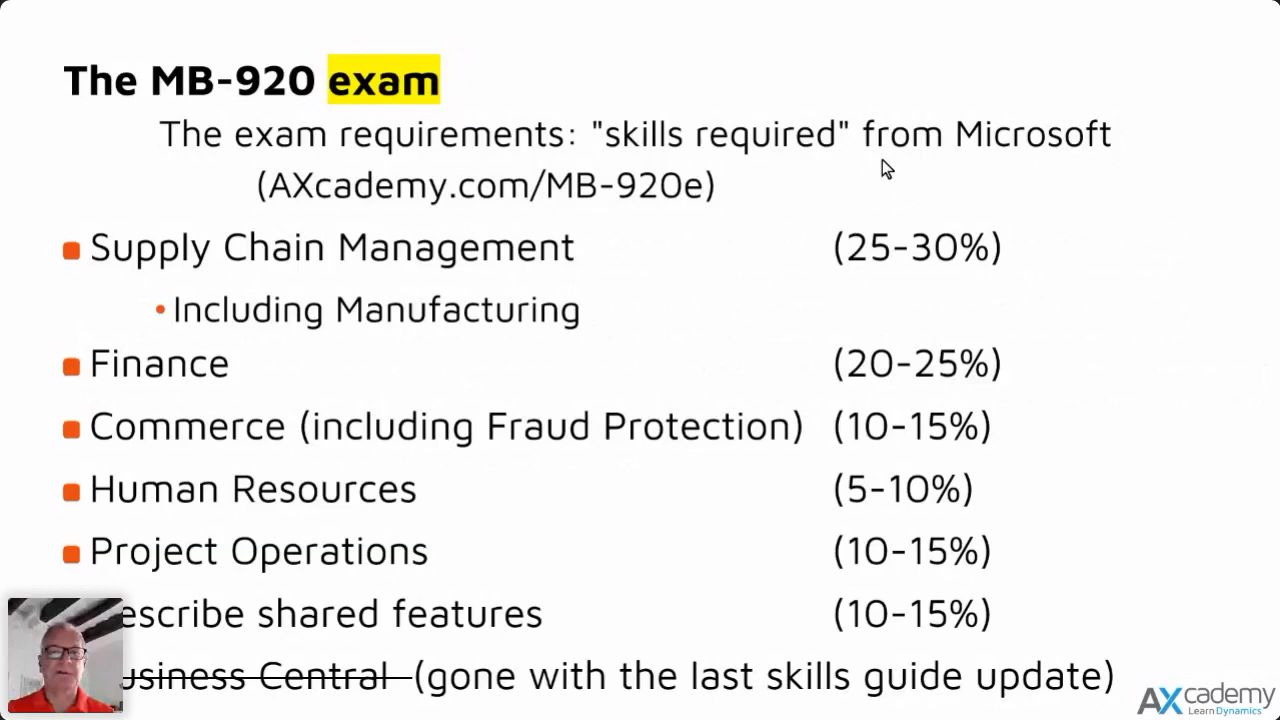 The MB-920 exam
The exam requirements: "skills required" from Microsoft
(AXcademy.com/MB-920e)
Supply Chain Management (25-30%)
Including Manufacturing
Finance (20-25%)
Commerce (including Fraud Protection) (10-15%)
Human Resources (5-10%)
Project Operations (10-15%)
escribe shared features (10-15%)
usiness Central (gone with the last skills guide update)
AXcademy
Learn Dynamics